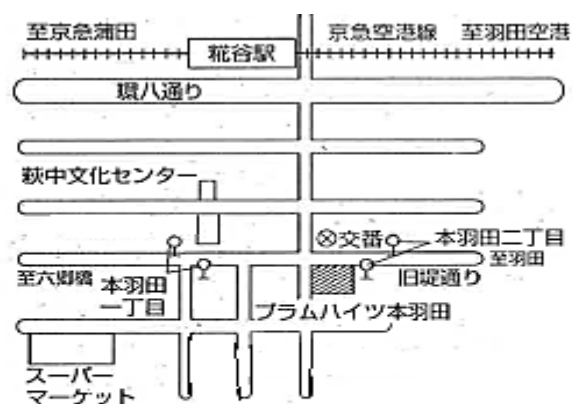 至京急蒲田
糀谷駅
京急空港線
至羽田空港
環八通り
萩中文化センター
交番
本羽田二丁目
至羽田
至六郷橋
本羽田
一丁目
旧堤通り
プラムハイツ本羽田
スーパー
マーケット